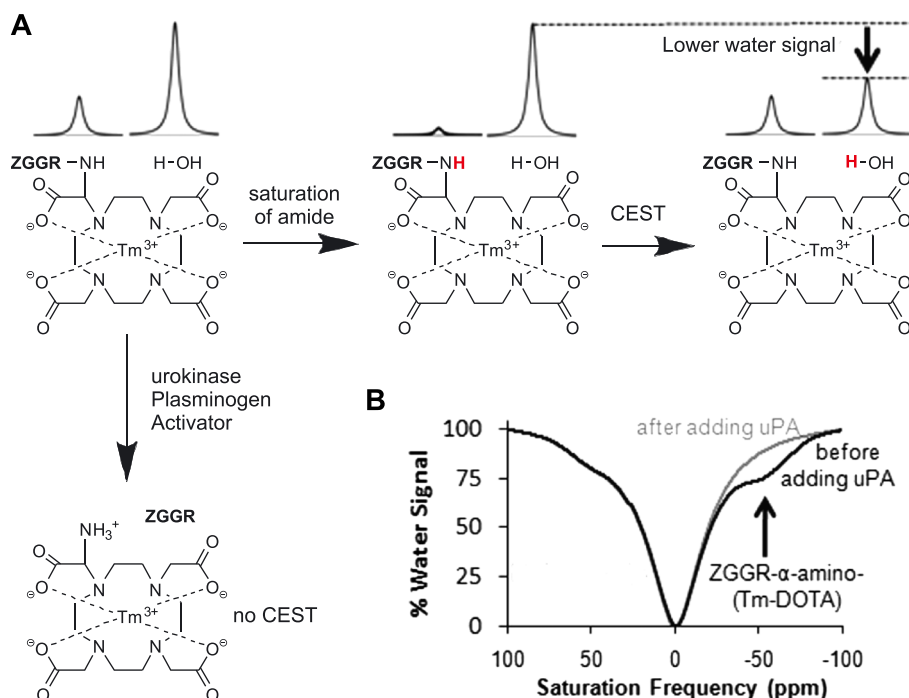 A
Lower water signal
ZGGR –NH H-OH
ZGGR –NH H-OH
ZGGR –NH H-OH
saturation
of amide
CEST
O O
O N N O
⊖ ⊖
Tm3+
⊖ ⊖
O N N O
O O
O O
O N N O
⊖ ⊖
Tm3+
⊖ ⊖
O N N O
O O
O O
O N N O
⊖ ⊖
Tm3+
⊖ ⊖
O N N O
O O
urokinase
Plasminogen
Activator
ZGGR
NH3+
O O
O N N O
⊖ ⊖
Tm3+
⊖ ⊖
O N N O
O O
no CEST
B
100
75
50
25
0
% Water Signal
after adding uPA
before
adding uPA
ZGGR-α-amino-
(Tm-DOTA)
100 50 0 -50 -100
Saturation Frequency (ppm)